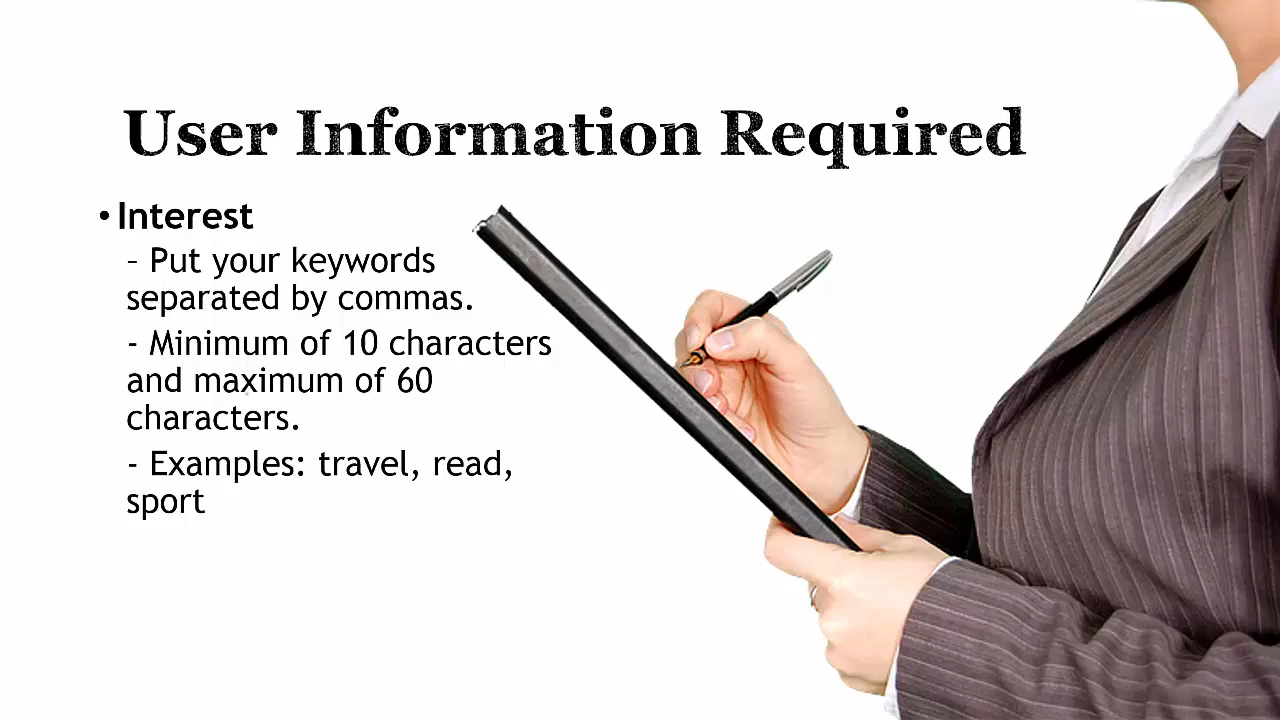 User Information Required
• Interest
– Put your keywords
separated by commas.
- Minimum of 10 characters
and maximum of 60
characters.
- Examples: travel, read,
sport